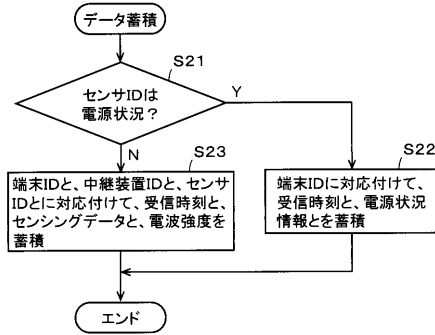 データ蓄積
S21
センサIDは
電源状況？
Y
N
S23
端末IDと、中継装置IDと、センサ
IDとに対応付けて、受信時刻と、
センシングデータと、電波強度を
蓄積
S22
端末IDに対応付けて、
受信時刻と、電源状況
情報とを蓄積
エンド